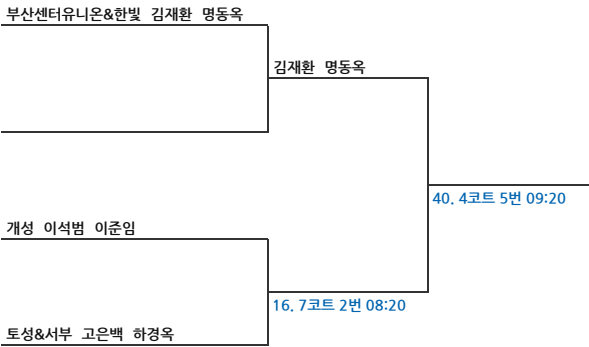 부산센터유니온&한빛 김재환 명동옥
김재환 명동옥
40. 4코트 5번 09:20
개성 이석범 이준임
16. 7코트 2번 08:20
토성&서부 고은백 하경옥